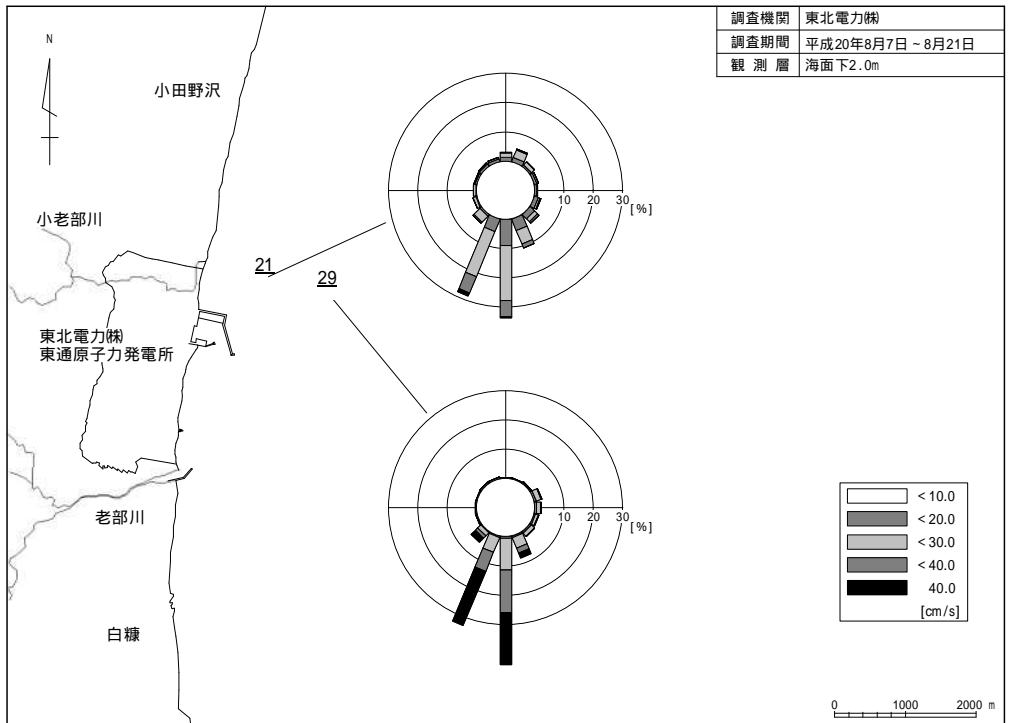 調査機関 東北電力㈱
調査期間 平成20年8月7日 ~ 8月21日
観測層 海面下2.0m
N
小田野沢
小老部川
21
29
東北電力㈱
東通原子力発電所
老部川
白糠
10 20 30 [%]
10 20 30 [%]
<10.0
<20.0
<30.0
<40.0
40.0
[cm/s]
0 1000 2000 m